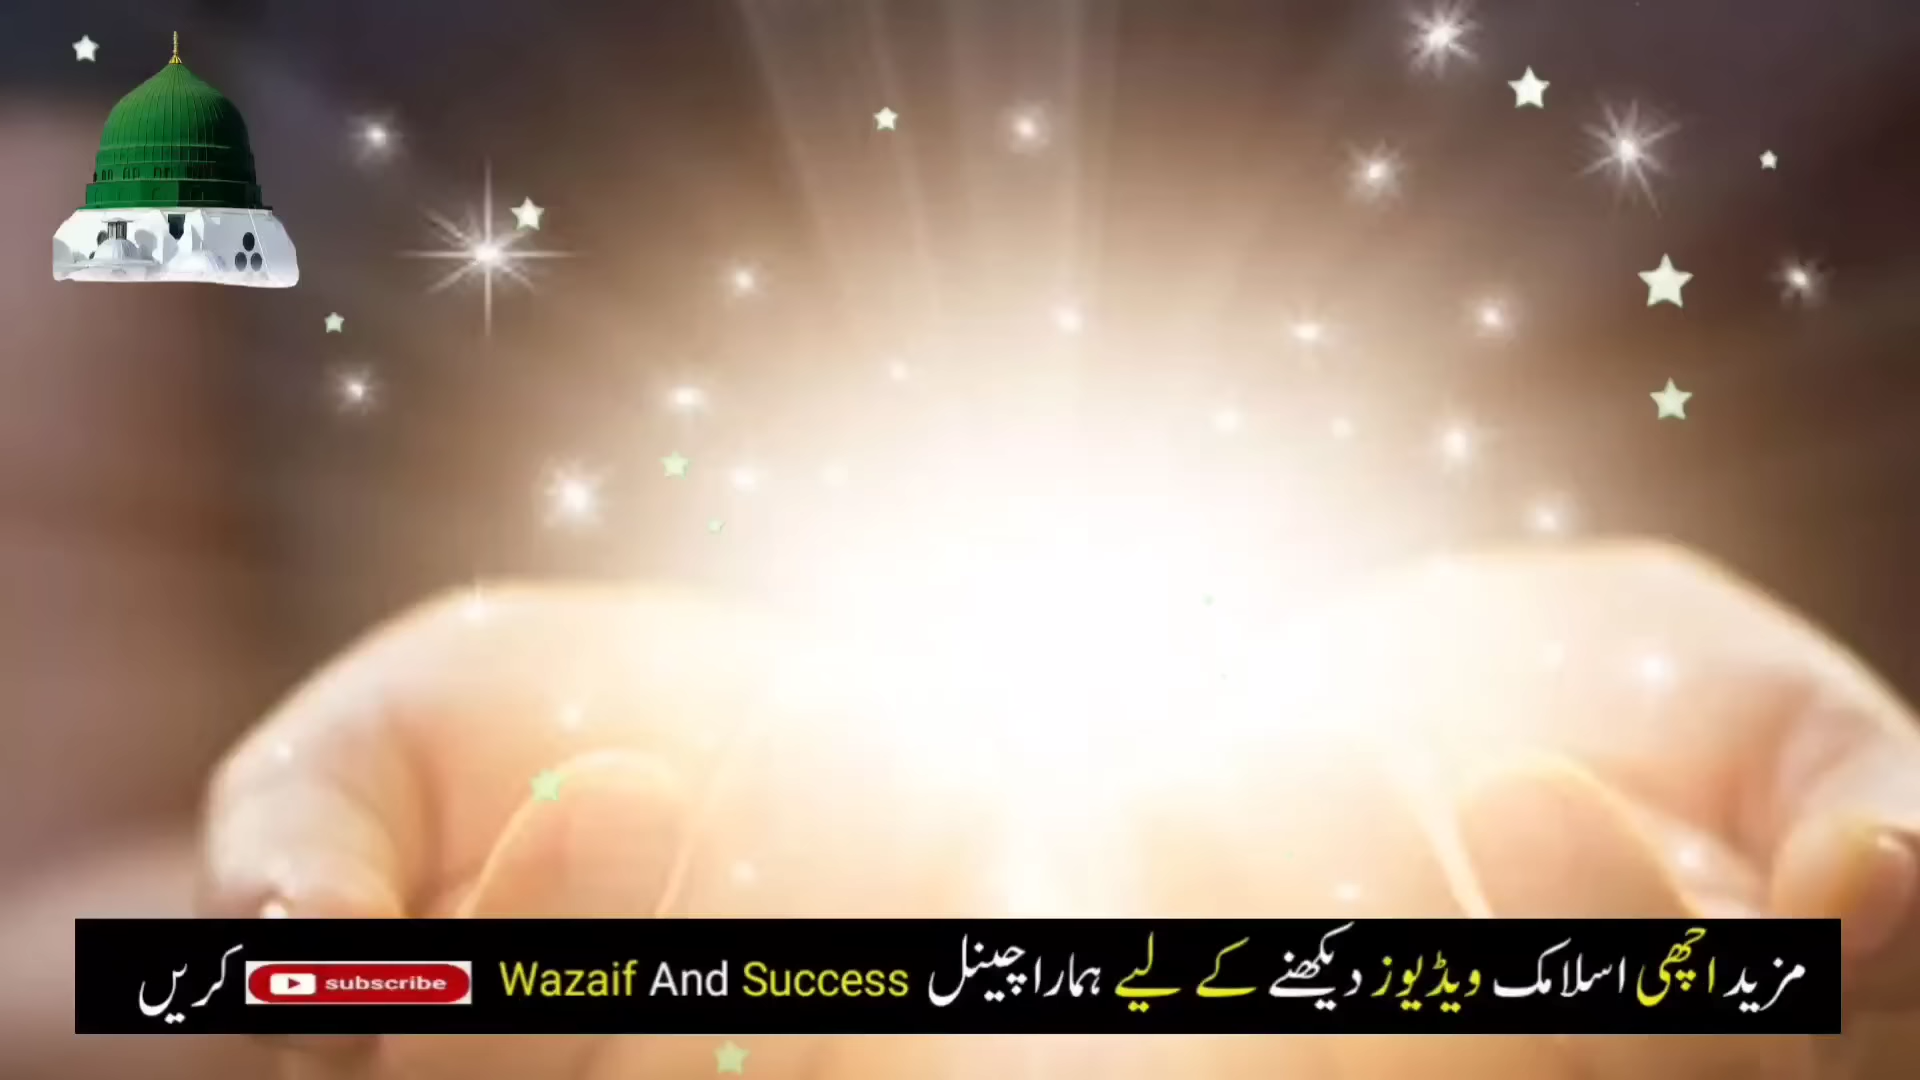 مزید اچھی اسلامک ویڈیوز دیکھنے کے لیے ہمارا چینل Wazaif And Success subscribe کریں